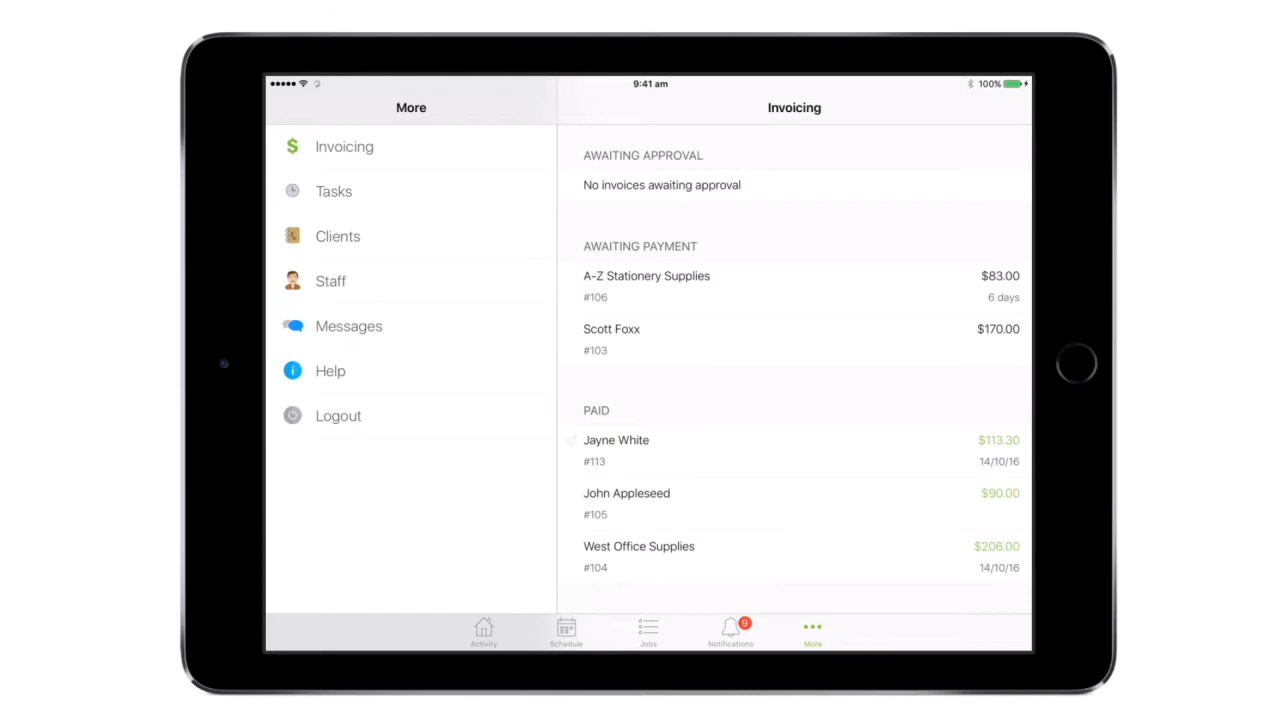 9:41 am
100%
More
Invoicing
Tasks
Clients
Staff
Messages
Help
Logout
Invoicing
AWAITING APPROVAL
No invoices awaiting approval
AWAITING PAYMENT
A-Z Stationery Supplies $83.00
#106 6 days
Scott Foxx $170.00
#103
PAID
Jayne White $113.30
#113 14/10/16
John Appleseed $90.00
#105
West Office Supplies $206.00
#104 14/10/16
Activity
Schedule
Jobs
9
Notifications
More